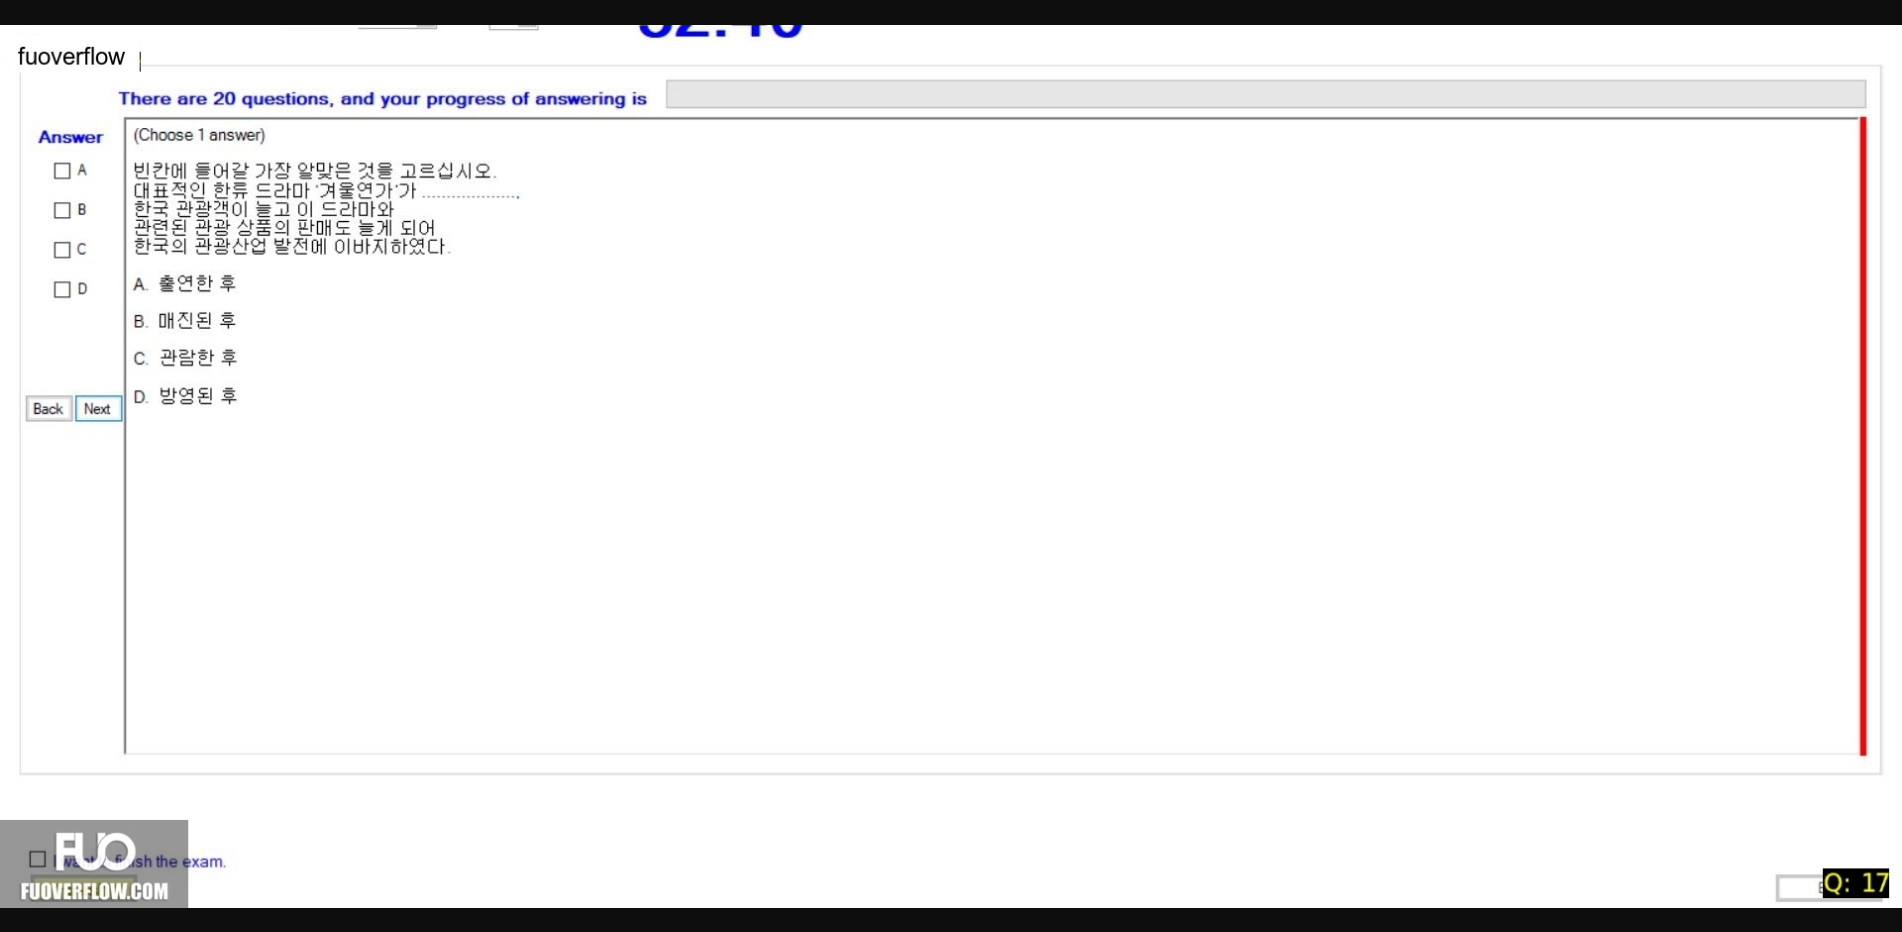 fuoverflow
There are 20 questions, and your progress of answering is
Answer
(Choose 1 answer)
A
B
C
D
빈칸에 들어갈 가장 알맞은 것을 고르십시오.
대표적인 한류 드라마 '겨울연가'가 ..................,
한국 관광객이 늘고 이 드라마와
관련된 관광 상품의 판매도 늘게 되어
한국의 관광산업 발전에 이바지하였다.
A. 출연한 후
B. 매진된 후
C. 관람한 후
D. 방영된 후
Back Next
FUO
finish the exam.
FUOVERFLOW.COM
Q: 17